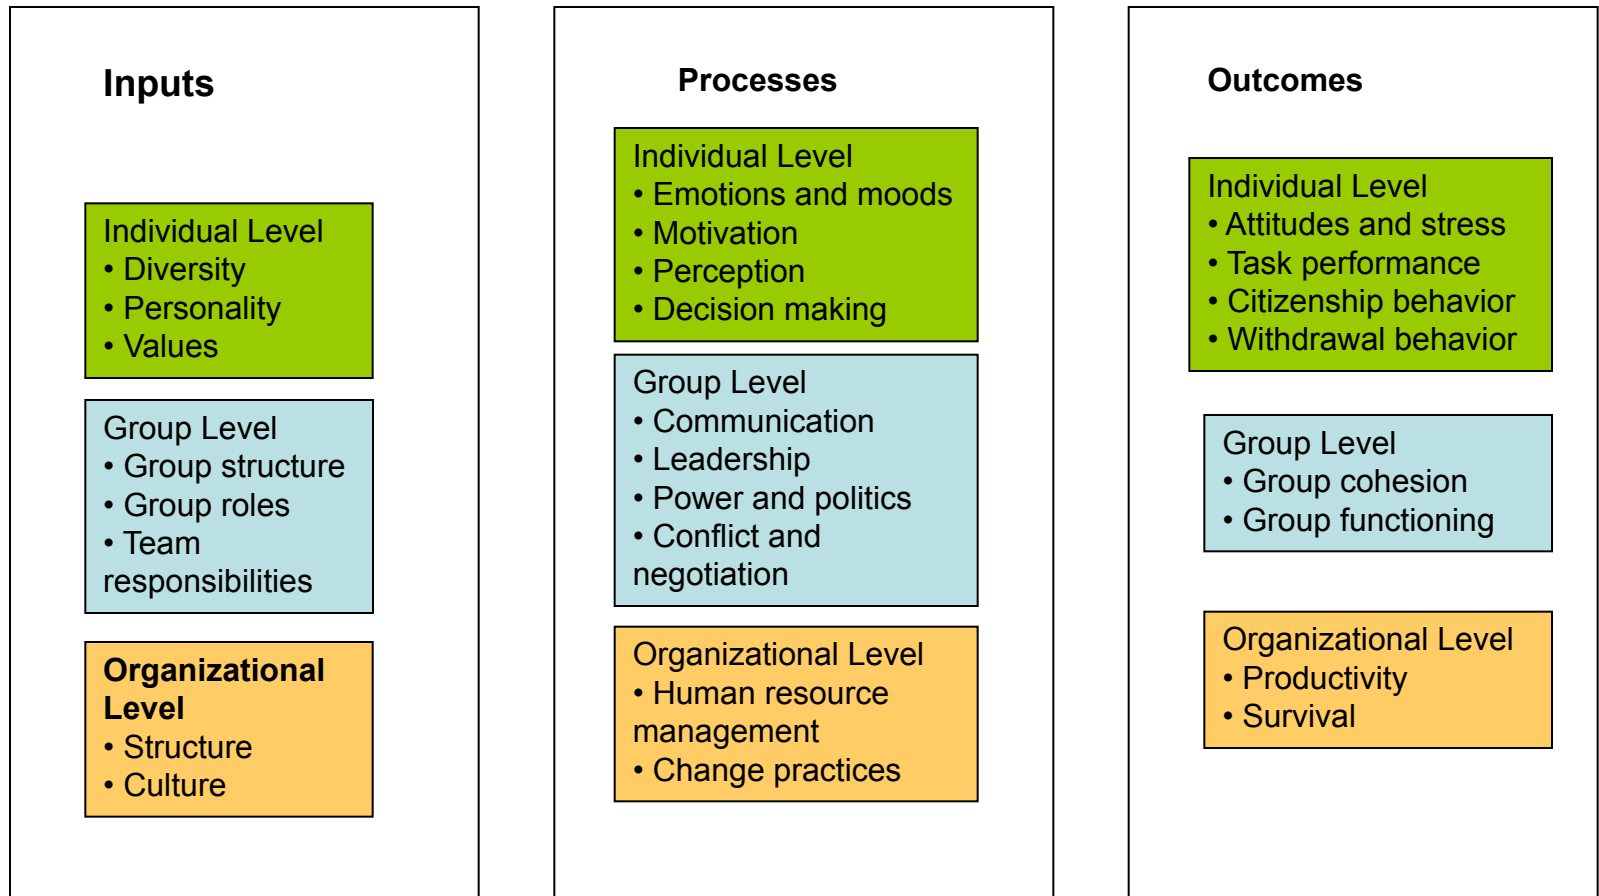 Inputs
Individual Level
• Diversity
• Personality
• Values
Group Level
• Group structure
• Group roles
• Team
responsibilities
Organizational
Level
• Structure
• Culture
Processes
Individual Level
• Emotions and moods
• Motivation
• Perception
• Decision making
Group Level
• Communication
• Leadership
• Power and politics
• Conflict and
negotiation
Organizational Level
• Human resource
management
• Change practices
Outcomes
Individual Level
• Attitudes and stress
• Task performance
• Citizenship behavior
• Withdrawal behavior
Group Level
• Group cohesion
• Group functioning
Organizational Level
• Productivity
• Survival